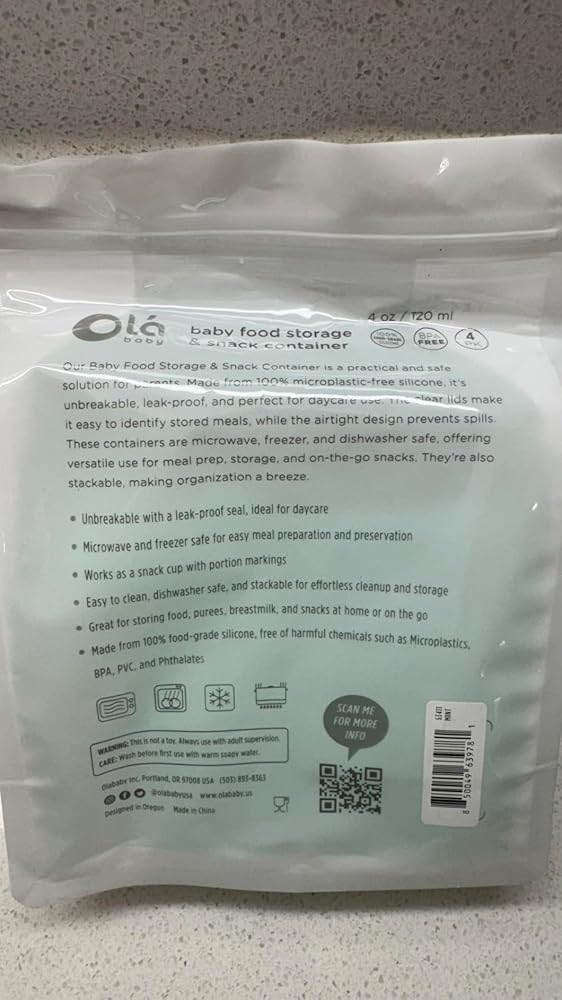 Olá
baby
baby food storage
& snack container
4 oz / 120 ml
100%
FOOD-GRADE
SILICONE
BPA
FREE
4
PK
Our Baby Food Storage & Snack Container is a practical and safe
solution for parents. Made from 100% microplastic-free silicone, it's
unbreakable, leak-proof, and perfect for daycare use. The clear lids make
it easy to identify stored meals, while the airtight design prevents spills.
These containers are microwave, freezer, and dishwasher safe, offering
versatile use for meal prep, storage, and on-the-go snacks. They're also
stackable, making organization a breeze.
• Unbreakable with a leak-proof seal, ideal for daycare
• Microwave and freezer safe for easy meal preparation and preservation
• Works as a snack cup with portion markings
• Easy to clean, dishwasher safe, and stackable for effortless cleanup and storage
• Great for storing food, purees, breastmilk, and snacks at home or on the go
• Made from 100% food-grade silicone, free of harmful chemicals such as Microplastics,
BPA, PVC, and Phthalates
WARNING: This is not a toy. Always use with adult supervision.
CARE: Wash before first use with warm soapy water.
Olababy Inc. Portland, OR 97008 USA (503) 893-8363
@olababyusa www.olababy.us
Designed in Oregon Made in China
SCAN ME
FOR MORE
INFO
63411
MINT
8 50049 63978 1